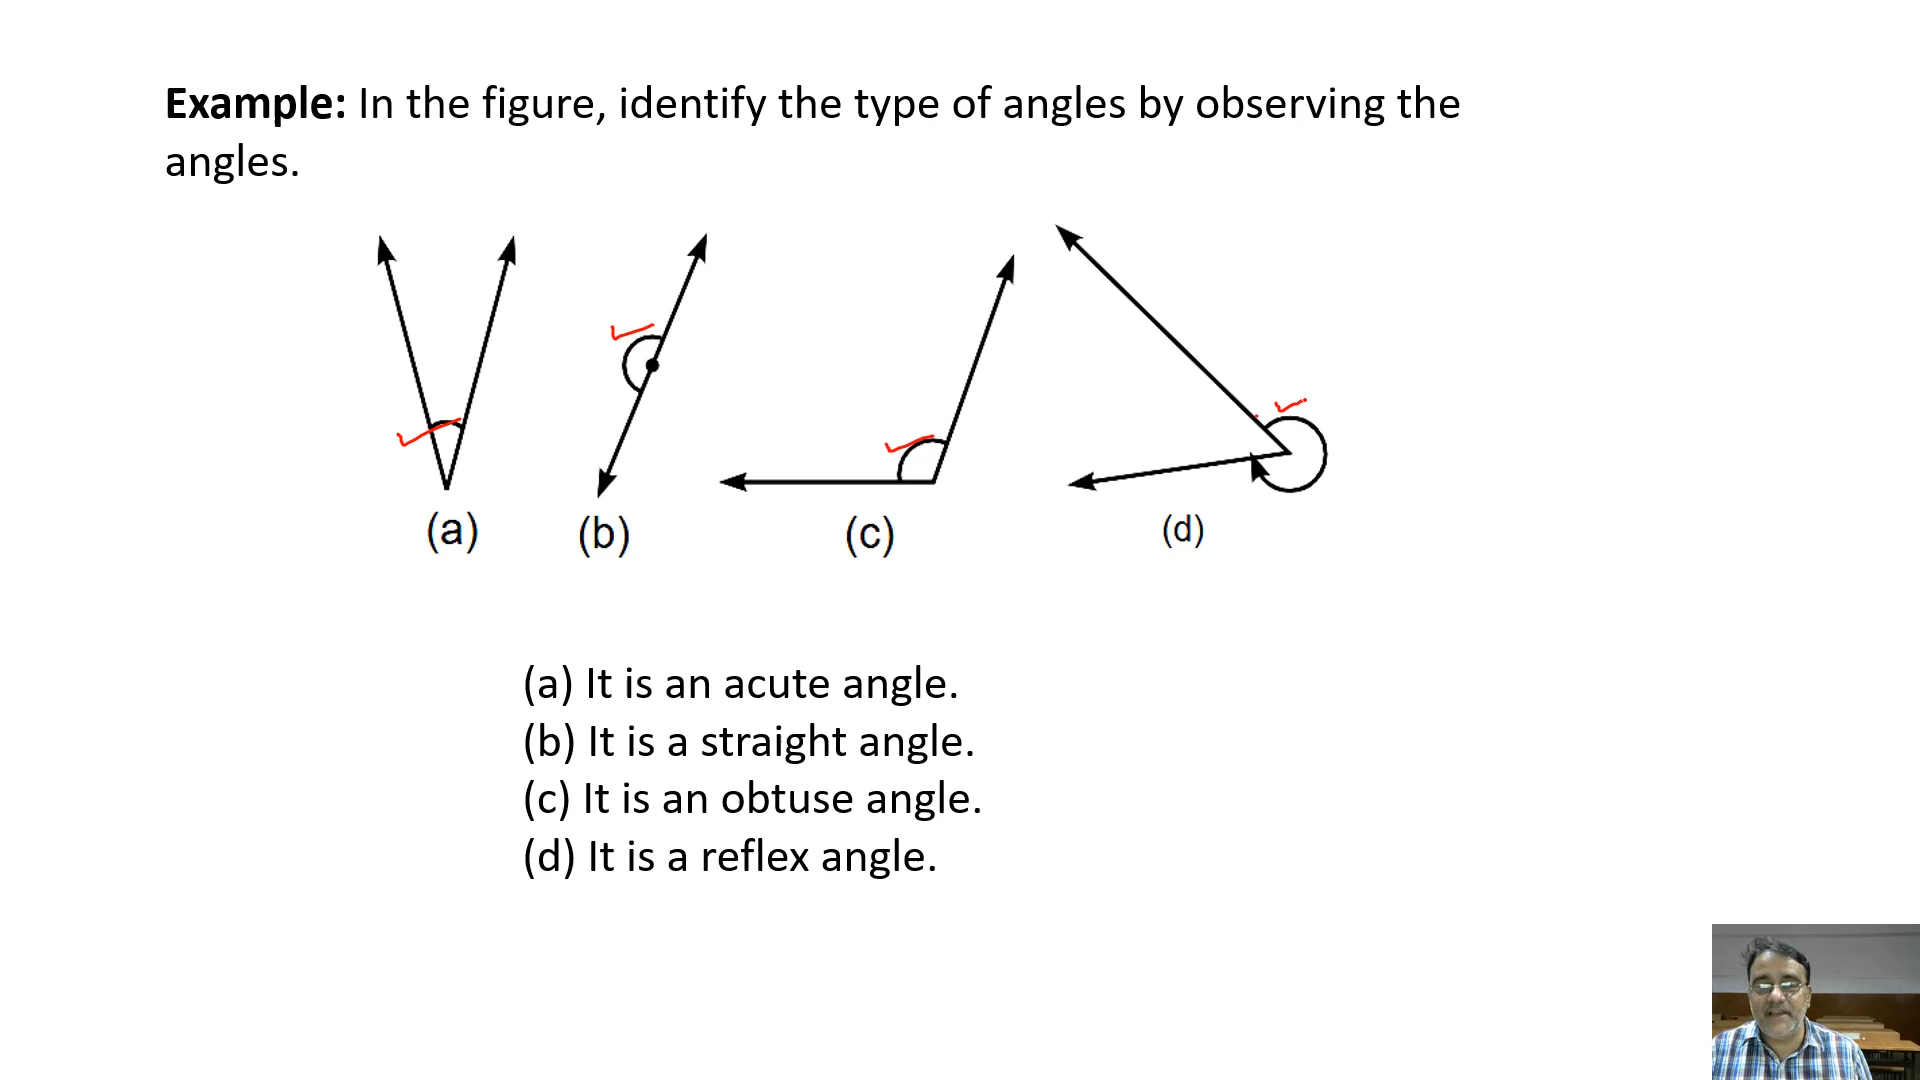 Example: In the figure, identify the type of angles by observing the
angles.
(a) (b) (c) (d)
(a) It is an acute angle.
(b) It is a straight angle.
(c) It is an obtuse angle.
(d) It is a reflex angle.